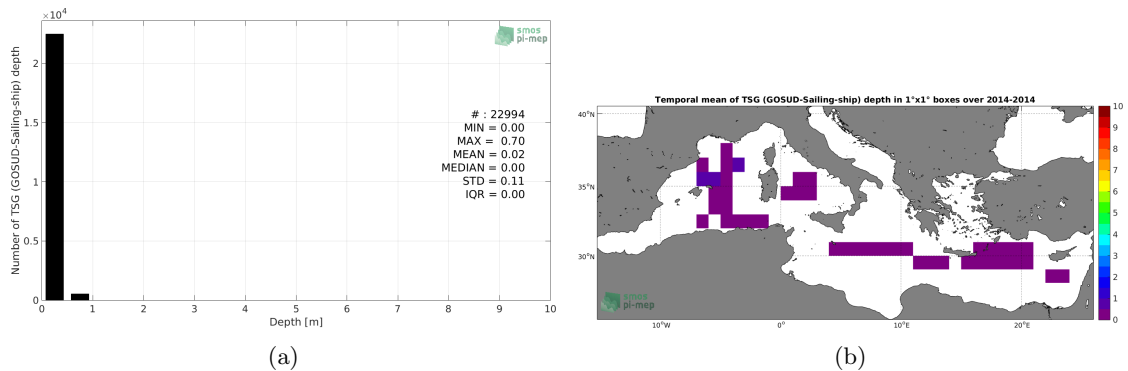 ×10⁴
2
1.5
1
0.5
0
Number of TSG (GOSUD-Sailing-ship) depth
smos
pi-mep
# : 22994
MIN = 0.00
MAX = 0.70
MEAN = 0.02
MEDIAN = 0.00
STD = 0.11
IQR = 0.00
0 1 2 3 4 5 6 7 8 9 10
Depth [m]
(a)
Temporal mean of TSG (GOSUD-Sailing-ship) depth in 1°x1° boxes over 2014-2014
40°N
35°N
30°N
10°W 0° 10°E 20°E
smos
pi-mep
10
9
8
7
6
5
4
3
2
1
0
(b)